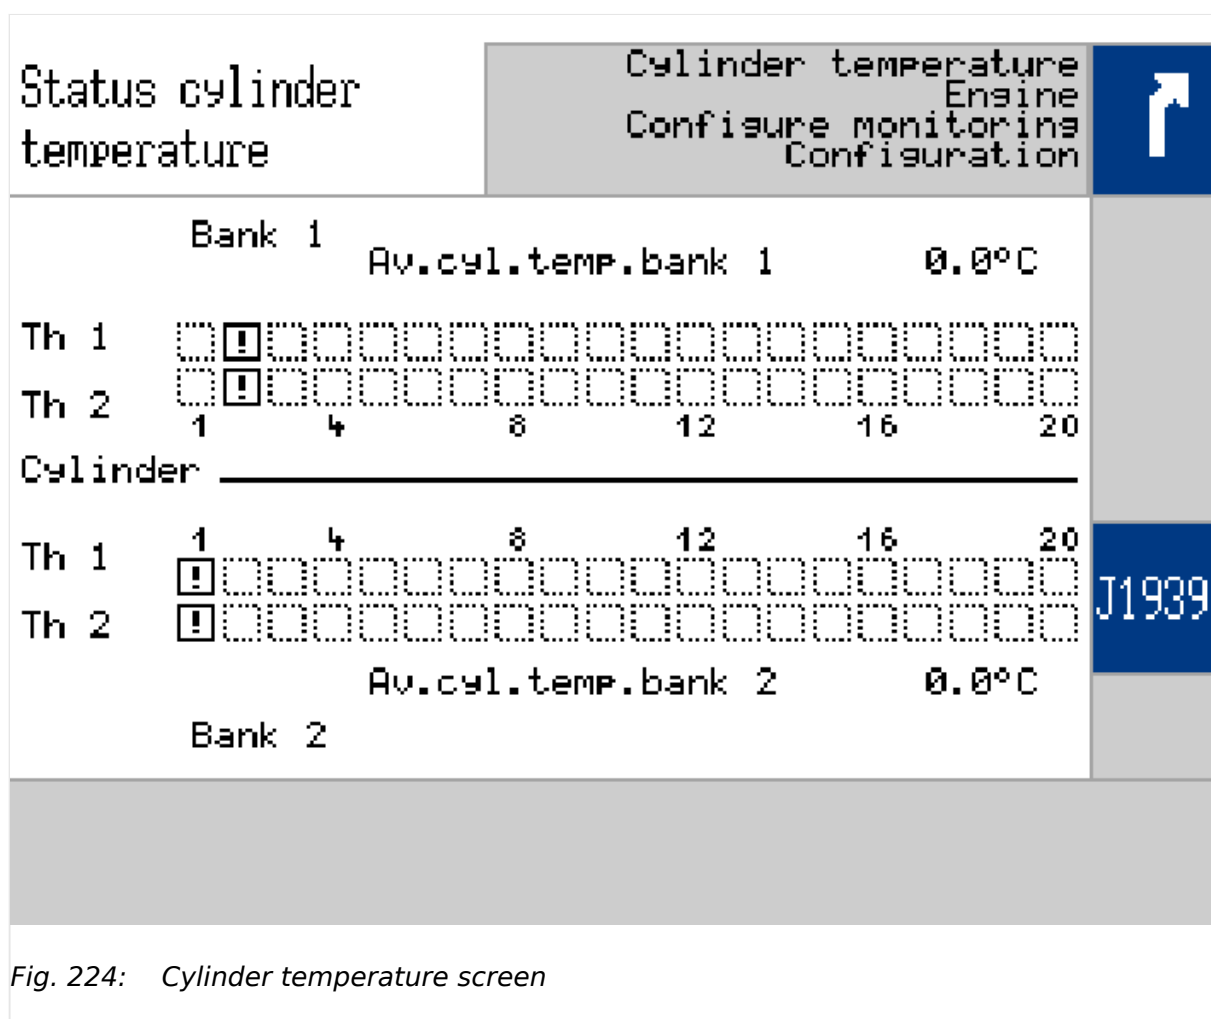 Status cylinder
temperature
Cylinder temperature
Engine
Configure monitoring
Configuration
Bank 1
Av.cyl.temp.bank 1 0.0°C
Th 1 !
Th 2 !
1 4 8 12 16 20
Cylinder
1 4 8 12 16 20
Th 1 !
Th 2 !
J1939
Av.cyl.temp.bank 2 0.0°C
Bank 2
Fig. 224: Cylinder temperature screen